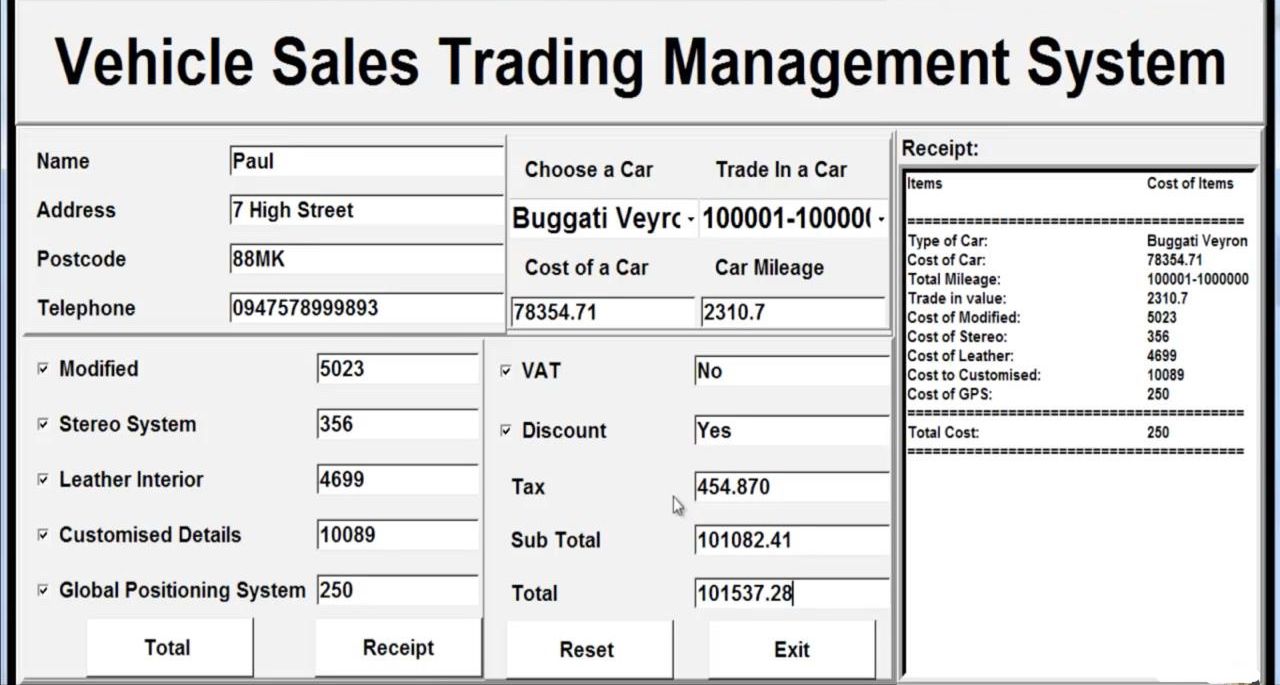 Vehicle Sales Trading Management System
Name Paul
Address 7 High Street
Postcode 88MK
Telephone 0947578999893
Choose a Car Trade In a Car
Buggati Veyrc 100001-10000(
Cost of a Car Car Mileage
78354.71 2310.7
Modified 5023
Stereo System 356
Leather Interior 4699
Customised Details 10089
Global Positioning System 250
Total Receipt
VAT No
Discount Yes
Tax 454.870
Sub Total 101082.41
Total 101537.28
Reset Exit
Receipt:
Items Cost of Items
==========================================
Type of Car: Buggati Veyron
Cost of Car: 78354.71
Total Mileage: 100001-1000000
Trade in value: 2310.7
Cost of Modified: 5023
Cost of Stereo: 356
Cost of Leather: 4699
Cost to Customised: 10089
Cost of GPS: 250
==========================================
Total Cost: 250
==========================================